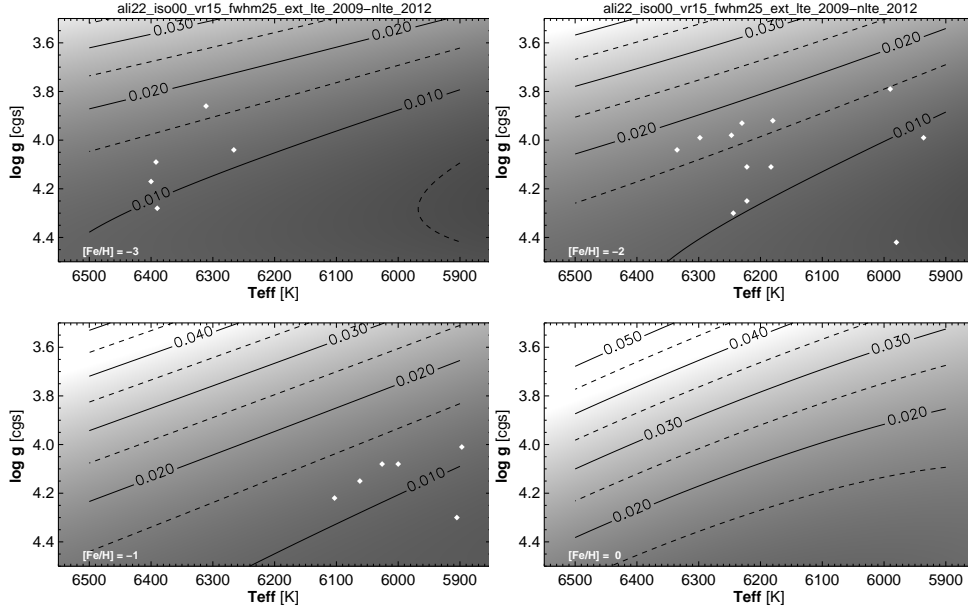 ali22_iso00_vr15_fwhm25_ext_lte_2009−nlte_2012
ali22_iso00_vr15_fwhm25_ext_lte_2009−nlte_2012
3.6
3.8
4.0
4.2
4.4
log g [cgs]
0.030
0.020
0.020
0.010
0.010
[Fe/H] = −3
6500 6400 6300 6200 6100 6000 5900
Teff [K]
3.6
3.8
4.0
4.2
4.4
log g [cgs]
0.030
0.020
0.020
0.010
[Fe/H] = −2
6500 6400 6300 6200 6100 6000 5900
Teff [K]
3.6
3.8
4.0
4.2
4.4
log g [cgs]
0.040
0.030
0.020
0.020
0.010
[Fe/H] = −1
6500 6400 6300 6200 6100 6000 5900
Teff [K]
3.6
3.8
4.0
4.2
4.4
log g [cgs]
0.050
0.040
0.030
0.030
0.020
0.020
[Fe/H] = 0
6500 6400 6300 6200 6100 6000 5900
Teff [K]